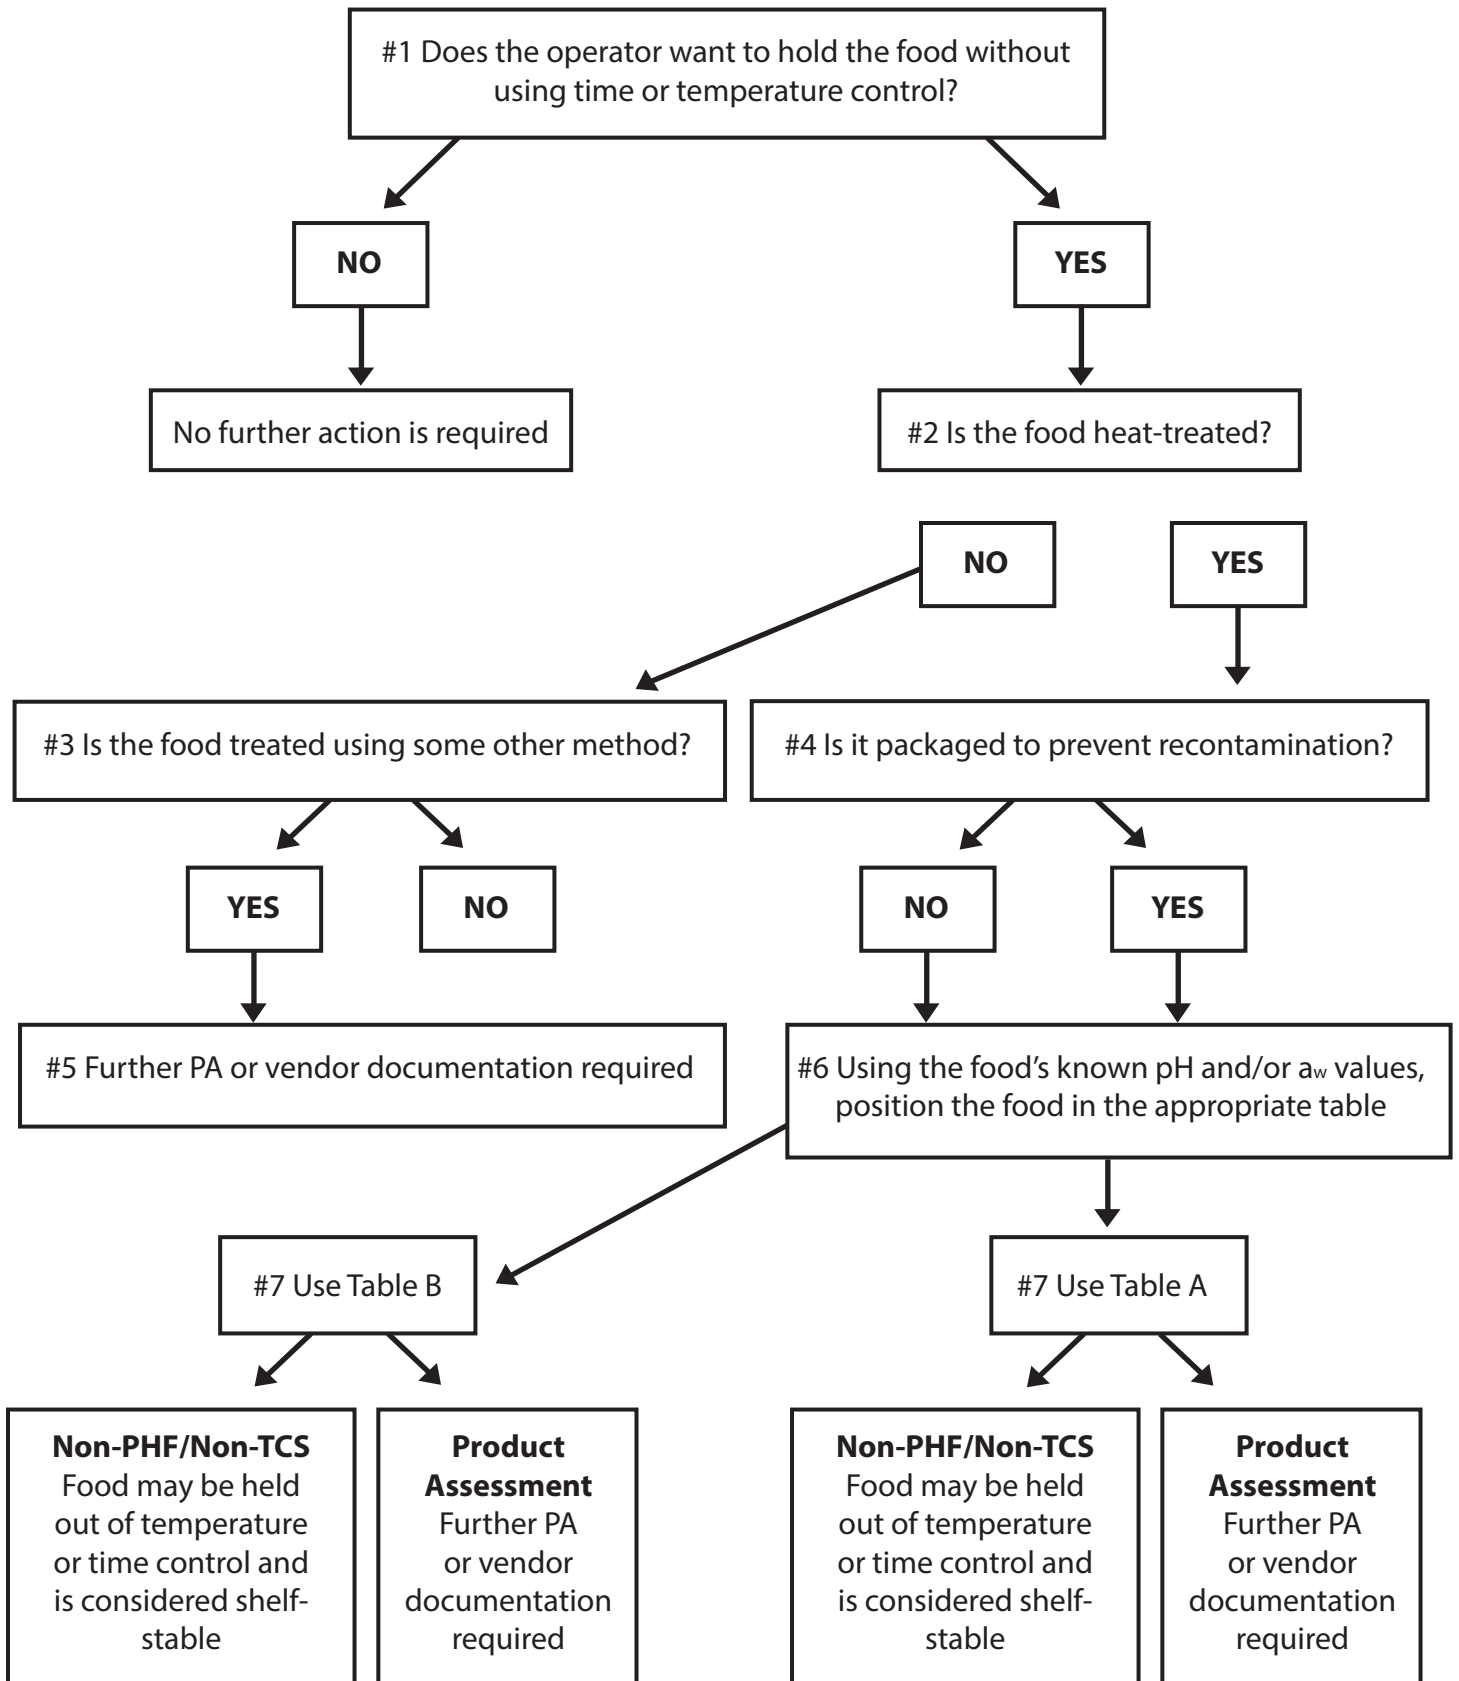 #1 Does the operator want to hold the food without
using time or temperature control?
NO
YES
No further action is required
#2 Is the food heat-treated?
NO
YES
#3 Is the food treated using some other method?
#4 Is it packaged to prevent recontamination?
YES
NO
NO
YES
#5 Further PA or vendor documentation required
#6 Using the food’s known pH and/or aw values,
position the food in the appropriate table
#7 Use Table B
#7 Use Table A
Non-PHF/Non-TCS
Food may be held
out of temperature
or time control and
is considered shelf-
stable
Product
Assessment
Further PA
or vendor
documentation
required
Non-PHF/Non-TCS
Food may be held
out of temperature
or time control and
is considered shelf-
stable
Product
Assessment
Further PA
or vendor
documentation
required